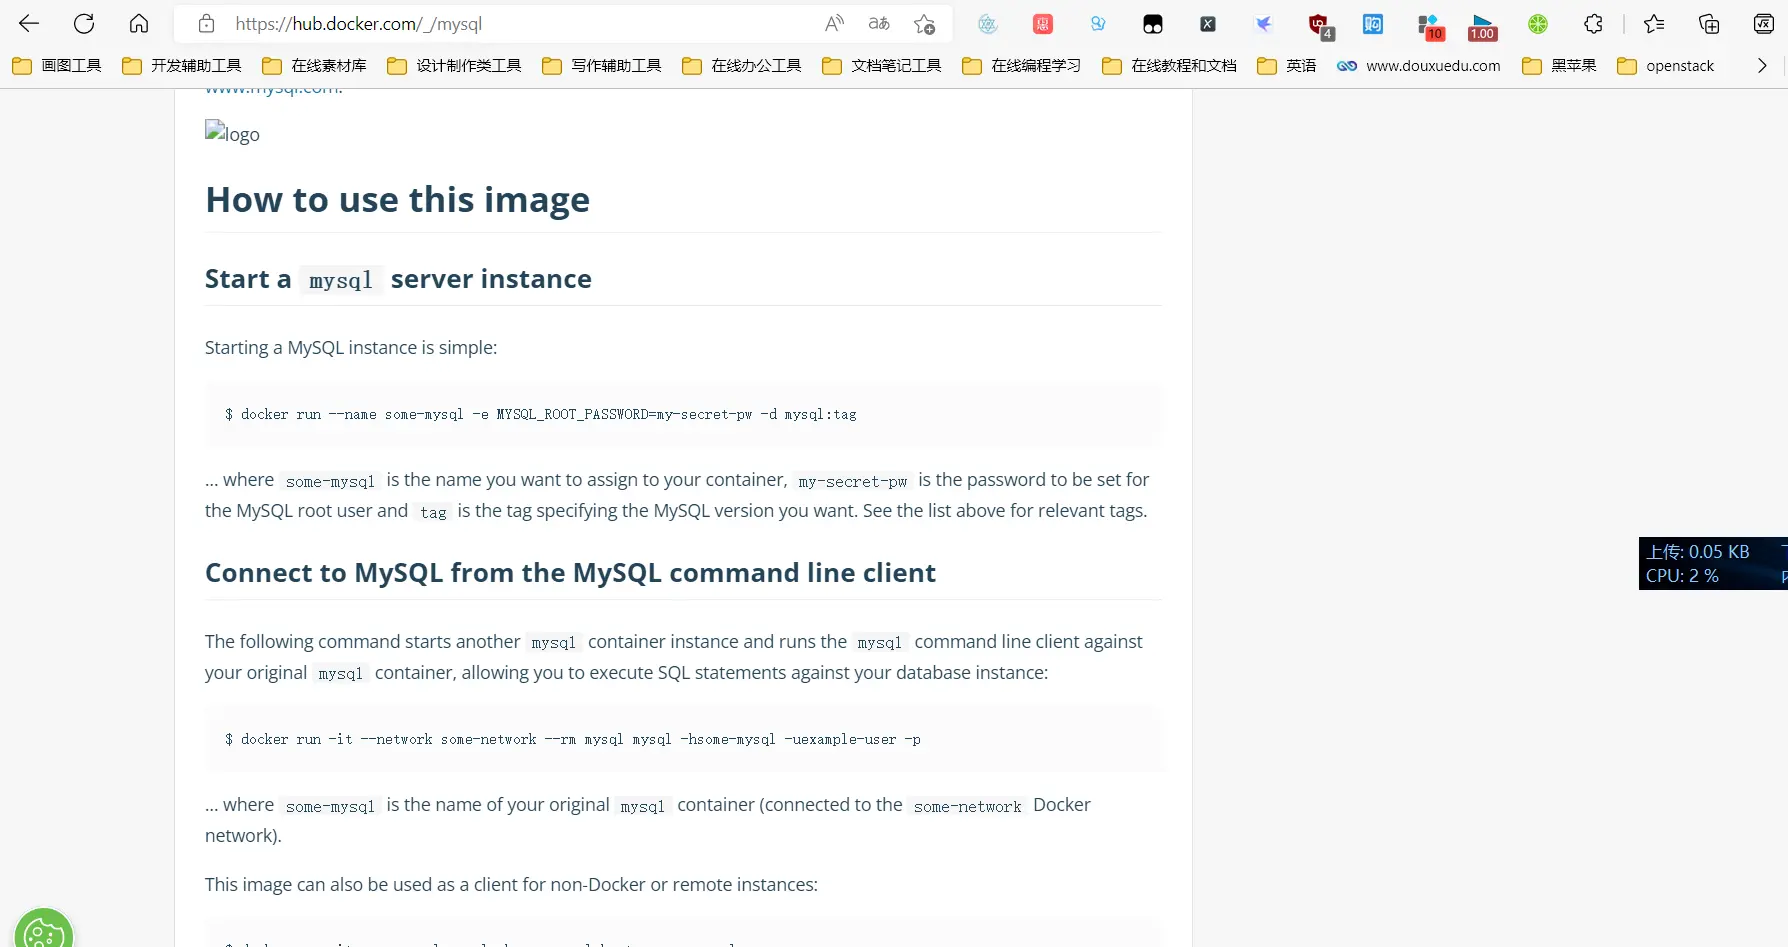 https://hub.docker.com/_/mysql
4
10
1.00
画图工具 开发辅助工具 在线素材库 设计制作类工具 写作辅助工具 在线办公工具 文档笔记工具 在线编程学习 在线教程和文档 英语 www.douxuedu.com 黑苹果 openstack
www.mysql.com.
logo
How to use this image
Start a mysql server instance
Starting a MySQL instance is simple:
$ docker run --name some-mysql -e MYSQL_ROOT_PASSWORD=my-secret-pw -d mysql:tag
... where some-mysql is the name you want to assign to your container, my-secret-pw is the password to be set for
the MySQL root user and tag is the tag specifying the MySQL version you want. See the list above for relevant tags.
上传: 0.05 KB
CPU: 2 %
Connect to MySQL from the MySQL command line client
The following command starts another mysql container instance and runs the mysql command line client against
your original mysql container, allowing you to execute SQL statements against your database instance:
$ docker run -it --network some-network --rm mysql mysql -hsome-mysql -uexample-user -p
... where some-mysql is the name of your original mysql container (connected to the some-network Docker
network).
This image can also be used as a client for non-Docker or remote instances: